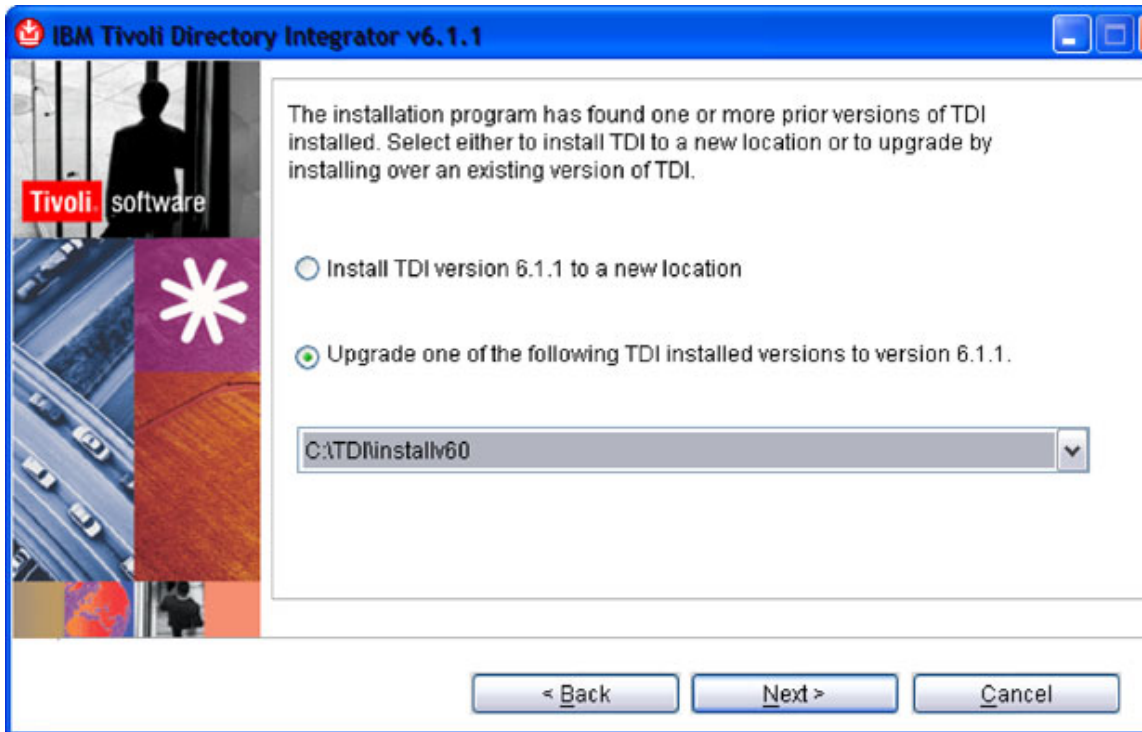 IBM Tivoli Directory Integrator v6.1.1
The installation program has found one or more prior versions of TDI
installed. Select either to install TDI to a new location or to upgrade by
installing over an existing version of TDI.
Tivoli. software
Install TDI version 6.1.1 to a new location
Upgrade one of the following TDI installed versions to version 6.1.1.
C:\TDI\installv60
< Back
Next >
Cancel